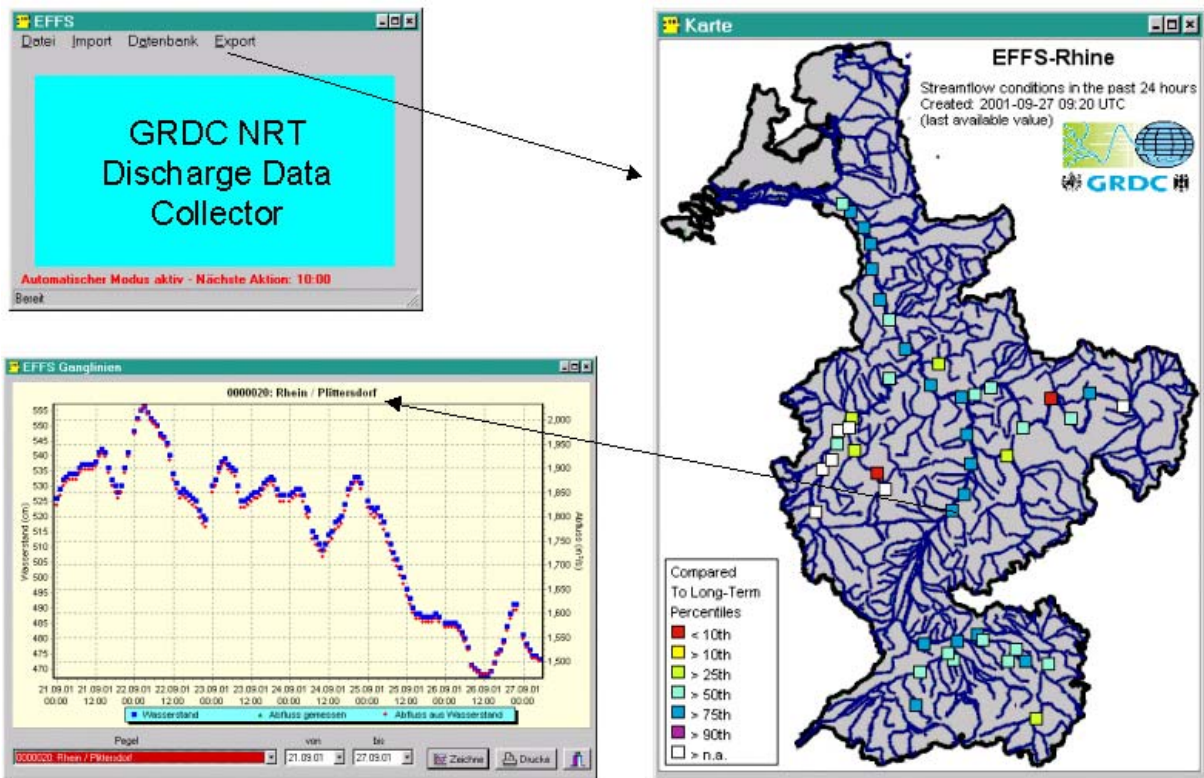 EFFS
Datei Import Datenbank Export
GRDC NRT
Discharge Data
Collector
Automatischer Modus aktiv - Nächste Aktion: 10:00
Bereit
Karte
EFFS-Rhine
Streamflow conditions in the past 24 hours
Created: 2001-09-27 09:20 UTC
(last available value)
GRDC
Compared
To Long-Term
Percentiles
< 10th
> 10th
> 25th
> 50th
> 75th
> 90th
> n.a.
EFFS Ganglinien
0000020: Rhein / Plittersdorf
Wasserstand (cm)
555
550
545
540
535
530
525
520
515
510
505
500
495
490
485
480
475
470
2,000
1,950
1,900
1,850
1,800
1,750
1,700
1,650
1,600
1,550
1,500
Abfluss (m³/s)
21.09.01 21.09.01 22.09.01 22.09.01 23.09.01 23.09.01 24.09.01 24.09.01 25.09.01 25.09.01 26.09.01 26.09.01 27.09.01
00:00 12:00 00:00 12:00 00:00 12:00 00:00 12:00 00:00 12:00 00:00 12:00 00:00
Wasserstand Abfluss gemessen Abfluss aus Wasserstand
Pegel von bis
0000020: Rhein / Plittersdorf 21.09.01 27.09.01 Zeichne Drucke